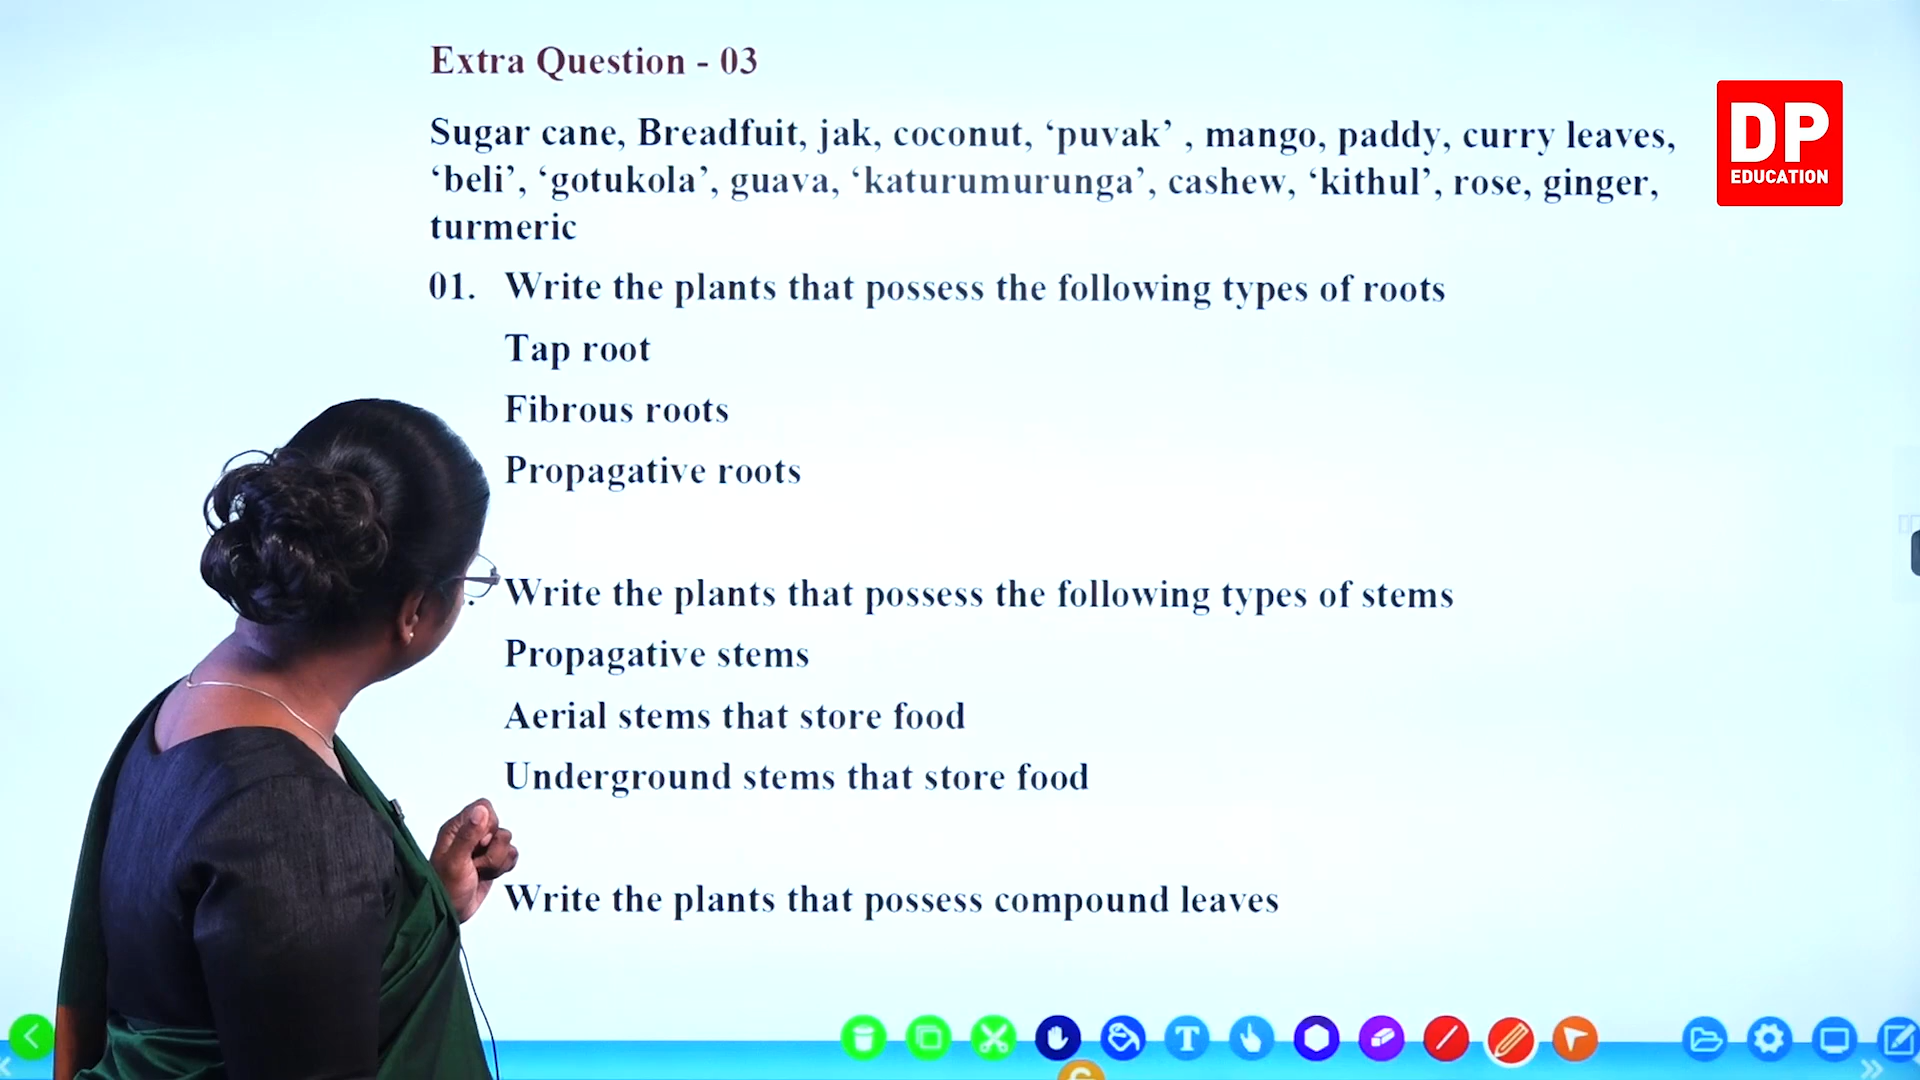 Extra Question - 03
Sugar cane, Breadfuit, jak, coconut, ‘puvak’ , mango, paddy, curry leaves,
‘beli’, ‘gotukola’, guava, ‘katurumurunga’, cashew, ‘kithul’, rose, ginger,
turmeric
01. Write the plants that possess the following types of roots
Tap root
Fibrous roots
Propagative roots
Write the plants that possess the following types of stems
Propagative stems
Aerial stems that store food
Underground stems that store food
Write the plants that possess compound leaves
DP
EDUCATION